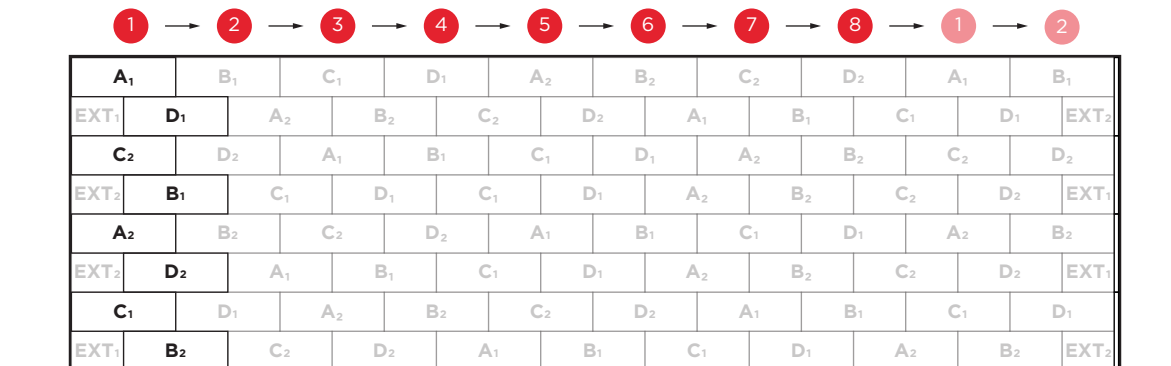 1 → 2 → 3 → 4 → 5 → 6 → 7 → 8 → 1 → 2
A₁ B₁ C₁ D₁ A₂ B₂ C₂ D₂ A₁ B₁
EXT₁ D₁ A₂ B₂ C₂ D₂ A₁ B₁ C₁ D₁ EXT₂
C₂ D₂ A₁ B₁ C₁ D₁ A₂ B₂ C₂ D₂
EXT₂ B₁ C₁ D₁ C₁ D₁ A₂ B₂ C₂ D₂ EXT₁
A₂ B₂ C₂ D₂ A₁ B₁ C₁ D₁ A₂ B₂
EXT₂ D₂ A₁ B₁ C₁ D₁ A₂ B₂ C₂ D₂ EXT₁
C₁ D₁ A₂ B₂ C₂ D₂ A₁ B₁ C₁ D₁
EXT₁ B₂ C₂ D₂ A₁ B₁ C₁ D₁ A₂ B₂ EXT₂